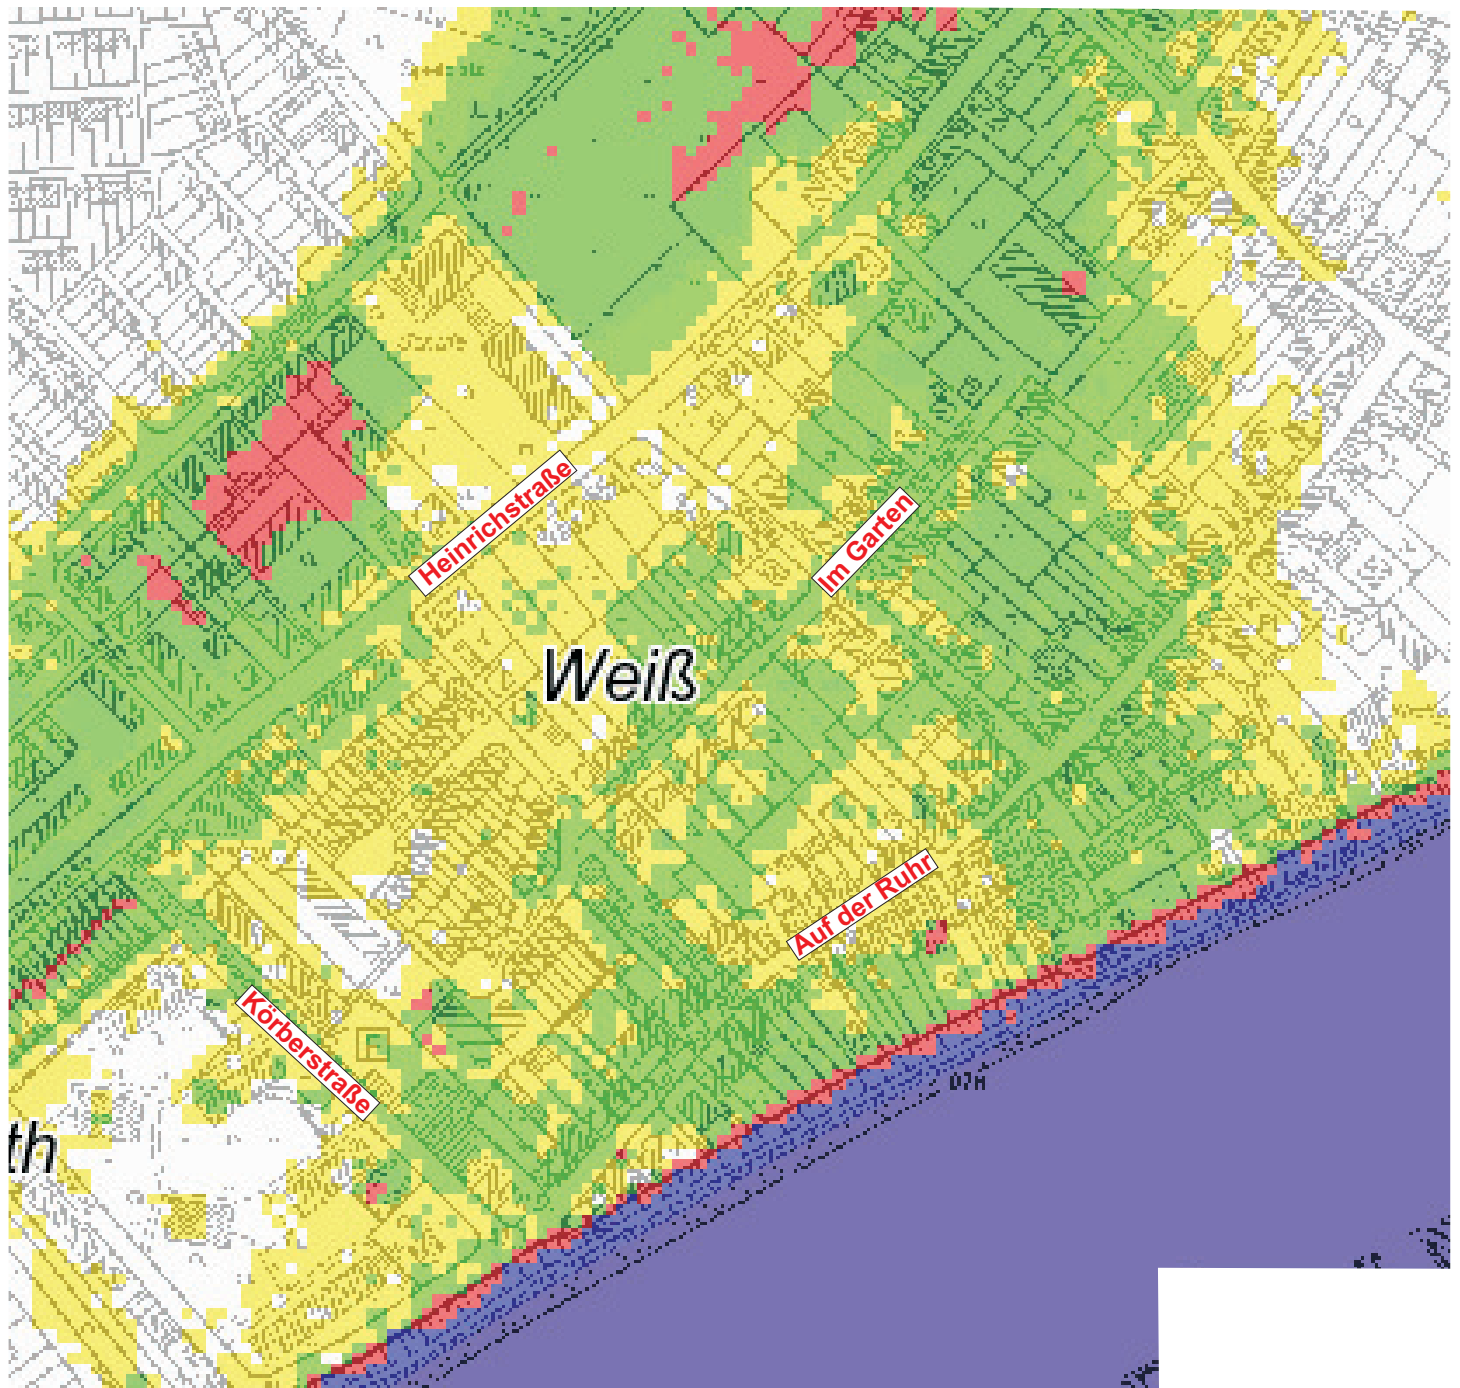 Heinrichstraße
Im Garten
Weiß
Auf der Ruhr
Körberstraße
th